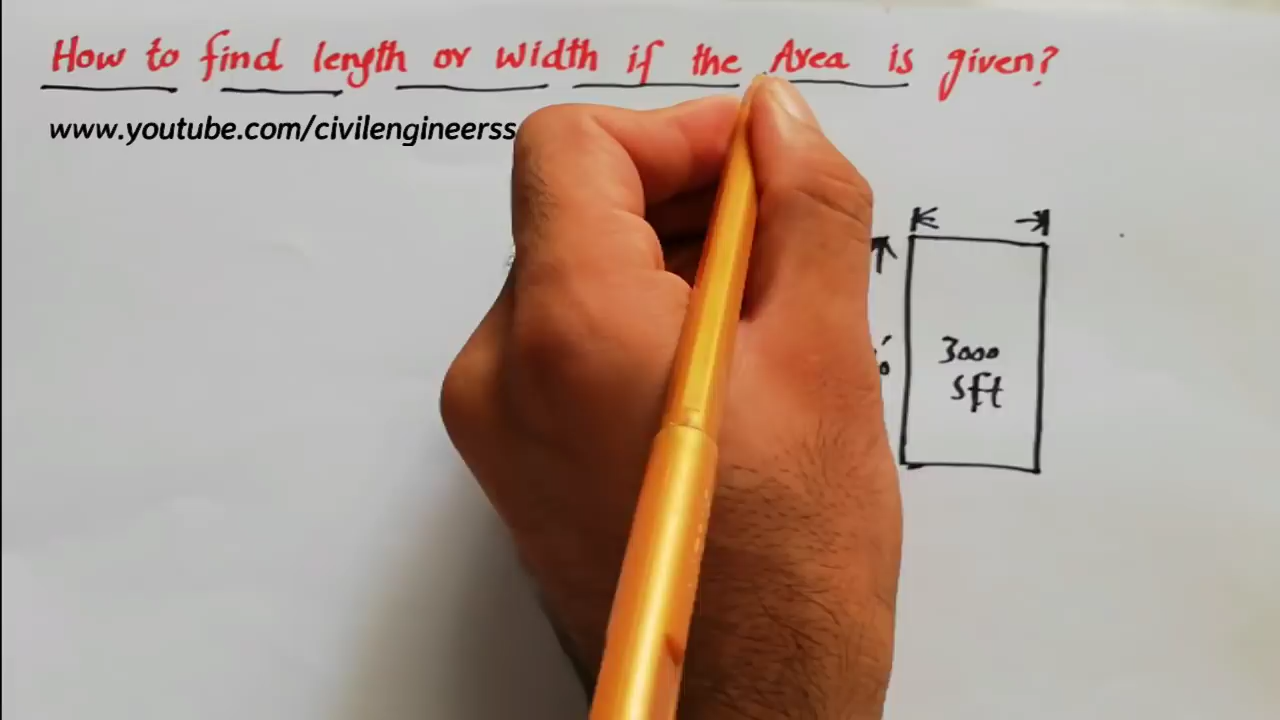 How to find length or width if the Area is given?
www.youtube.com/civilengineerss
3000
sft